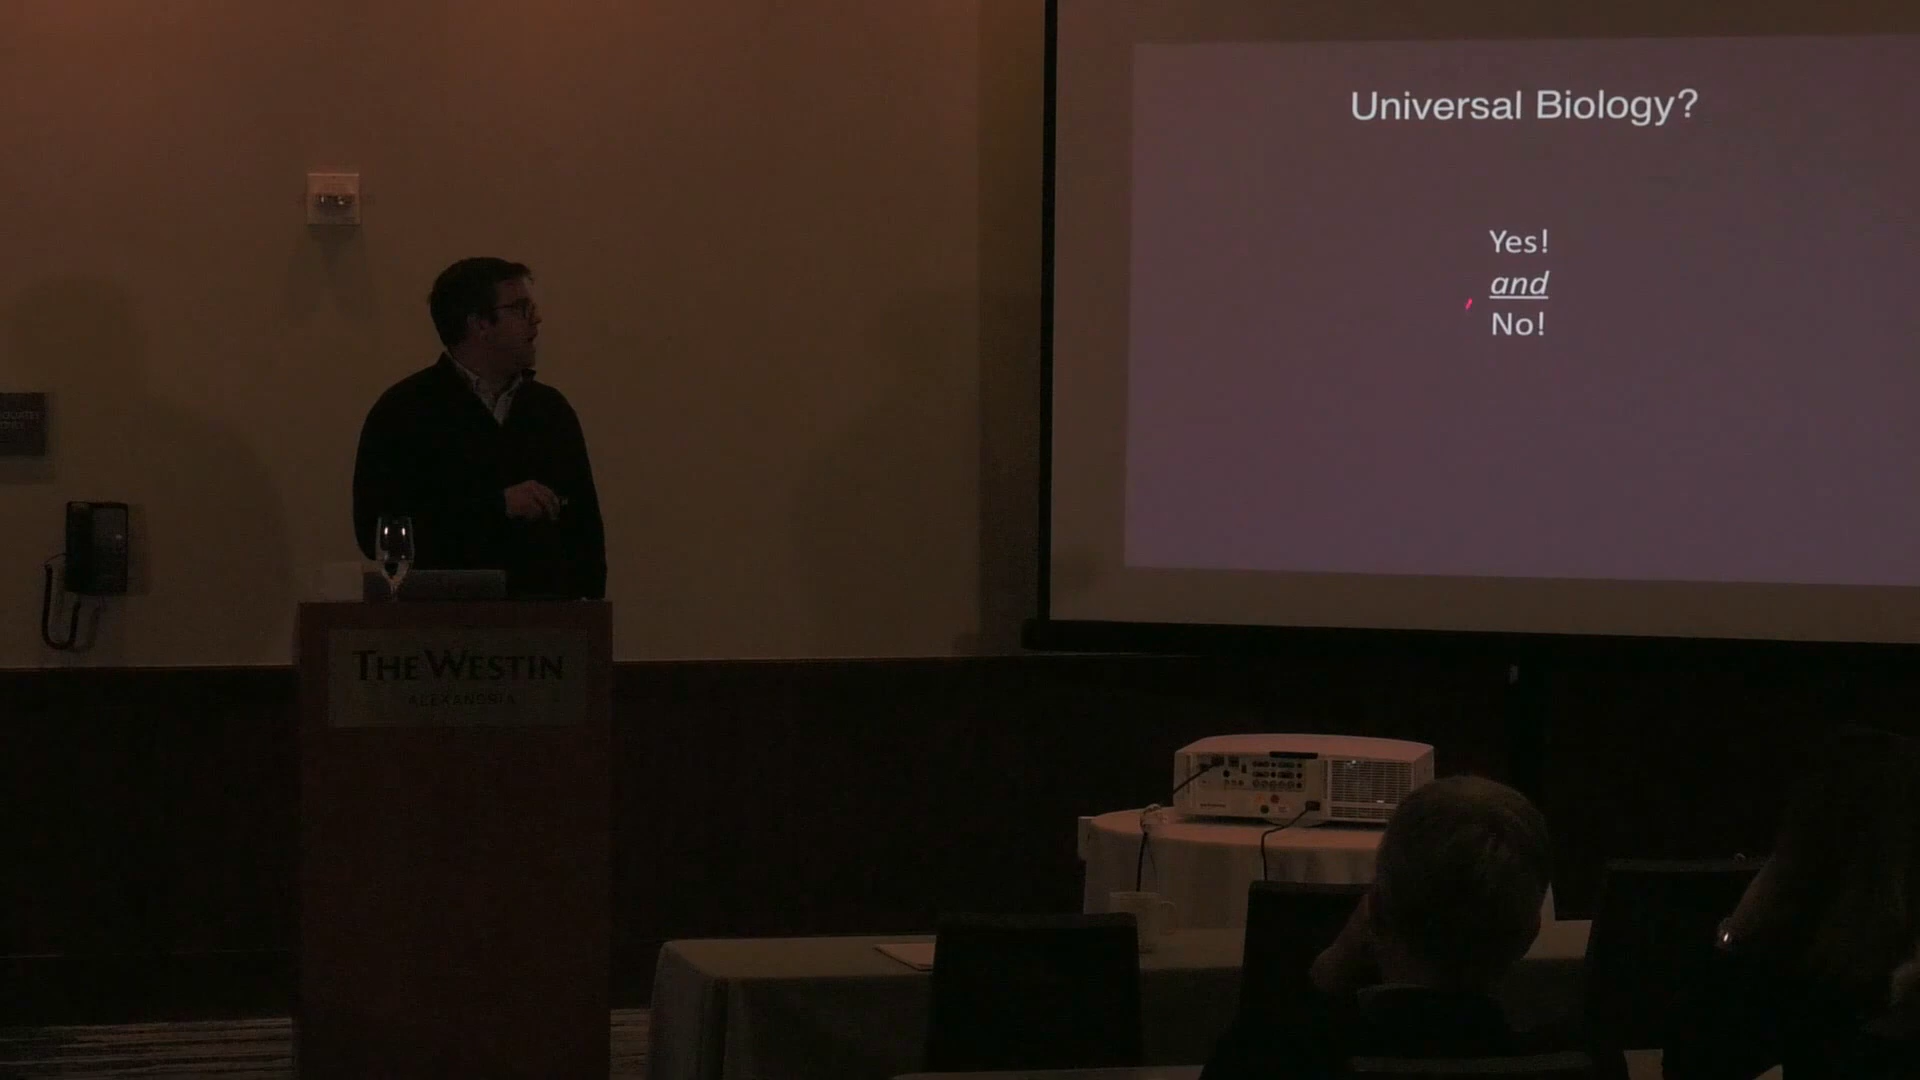 Universal Biology?
Yes!
and
No!
THE WESTIN
ALEXANDRIA